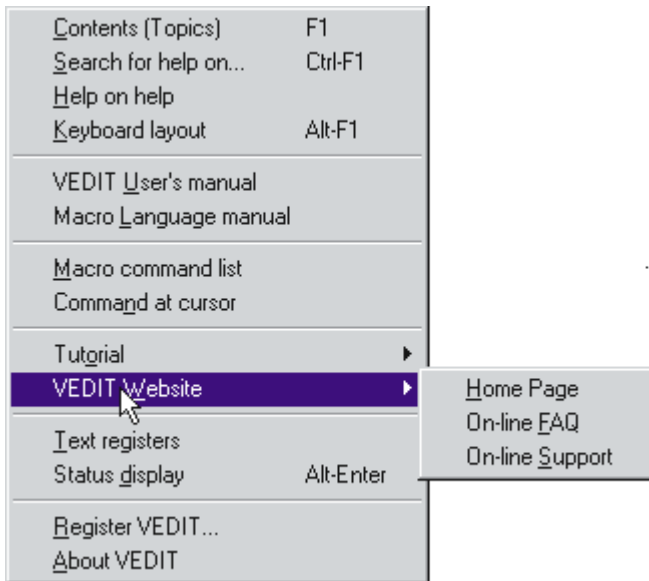 Contents (Topics) F1
Search for help on... Ctrl-F1
Help on help
Keyboard layout Alt-F1
VEDIT User's manual
Macro Language manual
Macro command list
Command at cursor
Tutorial
VEDIT Website
Home Page
On-line FAQ
On-line Support
Text registers
Status display Alt-Enter
Register VEDIT...
About VEDIT